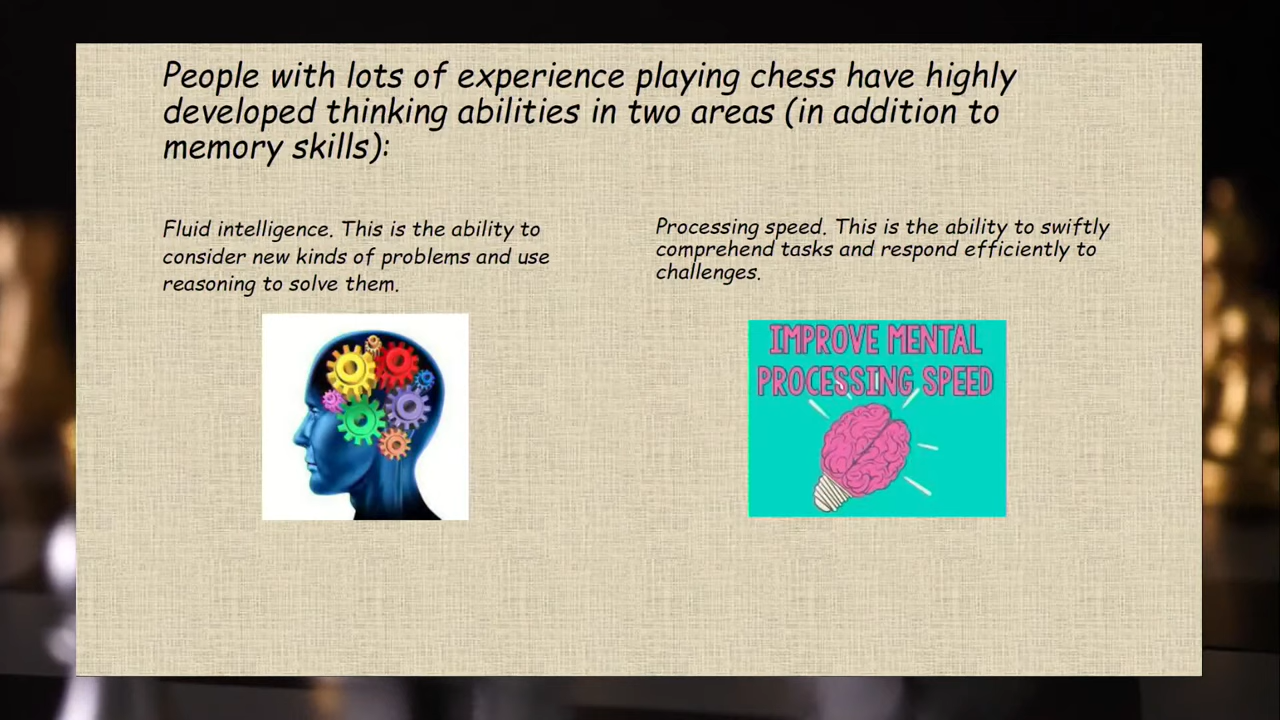 People with lots of experience playing chess have highly
developed thinking abilities in two areas (in addition to
memory skills):
Fluid intelligence. This is the ability to
consider new kinds of problems and use
reasoning to solve them.
Processing speed. This is the ability to swiftly
comprehend tasks and respond efficiently to
challenges.
IMPROVE MENTAL
PROCESSING SPEED